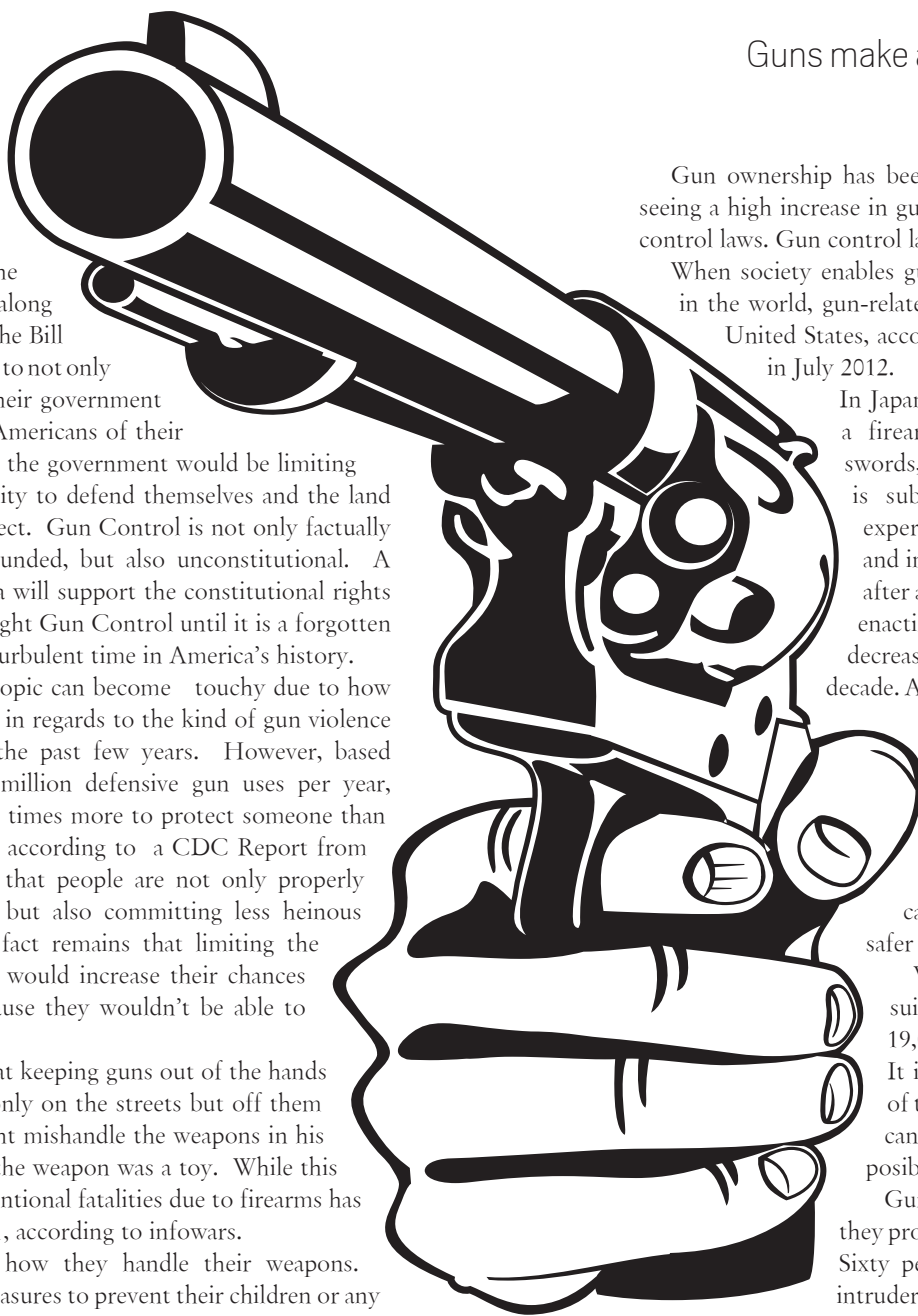 Guns make a
he
along
he Bill
to not only
heir government
Americans of their
the government would be limiting
ity to defend themselves and the land
ect. Gun Control is not only factually
unded, but also unconstitutional. A
a will support the constitutional rights
ght Gun Control until it is a forgotten
urbulent time in America’s history.
opic can become touchy due to how
in regards to the kind of gun violence
the past few years. However, based
million defensive gun uses per year,
times more to protect someone than
according to a CDC Report from
that people are not only properly
but also committing less heinous
fact remains that limiting the
would increase their chances
ause they wouldn’t be able to
at keeping guns out of the hands
only on the streets but off them
nt mishandle the weapons in his
the weapon was a toy. While this
ntional fatalities due to firearms has
, according to infowars.
how they handle their weapons.
asures to prevent their children or any
Gun ownership has bee
seeing a high increase in gu
control laws. Gun control la
When society enables gu
in the world, gun-relate
United States, acco
in July 2012.
In Japan
a firear
swords,
is sub
exper
and in
after a
enacti
decreas
decade. A
ca
safer
sui
19,
It i
of t
can
posib
Gu
they pro
Sixty pe
intruder